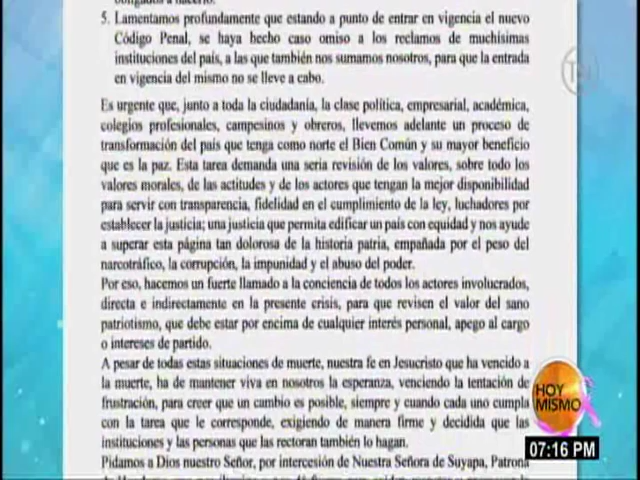 obligados a hacerlo.
5. Lamentamos profundamente que estando a punto de entrar en vigencia el nuevo
Código Penal, se haya hecho caso omiso a los reclamos de muchísimas
instituciones del país, a las que también nos sumamos nosotros, para que la entrada
en vigencia del mismo no se lleve a cabo.
Es urgente que, junto a toda la ciudadanía, la clase política, empresarial, académica,
colegios profesionales, campesinos y obreros, llevemos adelante un proceso de
transformación del país que tenga como norte el Bien Común y su mayor beneficio
que es la paz. Esta tarea demanda una seria revisión de los valores, sobre todo los
valores morales, de las actitudes y de los actores que tengan la mejor disponibilidad
para servir con transparencia, fidelidad en el cumplimiento de la ley, luchadores por
establecer la justicia; una justicia que permita edificar un país con equidad y nos ayude
a superar esta página tan dolorosa de la historia patria, empañada por el peso del
narcotráfico, la corrupción, la impunidad y el abuso del poder.
Por eso, hacemos un fuerte llamado a la conciencia de todos los actores involucrados,
directa e indirectamente en la presente crisis, para que revisen el valor del sano
patriotismo, que debe estar por encima de cualquier interés personal, apego al cargo
o intereses de partido.
A pesar de todas estas situaciones de muerte, nuestra fe en Jesucristo que ha vencido a
la muerte, ha de mantener viva en nosotros la esperanza, venciendo la tentación de
frustración, para creer que un cambio es posible, siempre y cuando cada uno cumpla
con la tarea que le corresponde, exigiendo de manera firme y decidida que las
instituciones y las personas que las rectoran también lo hagan.
Pidamos a Dios nuestro Señor, por intercesión de Nuestra Señora de Suyapa, Patrona
HOY
MISMO
07:16 PM